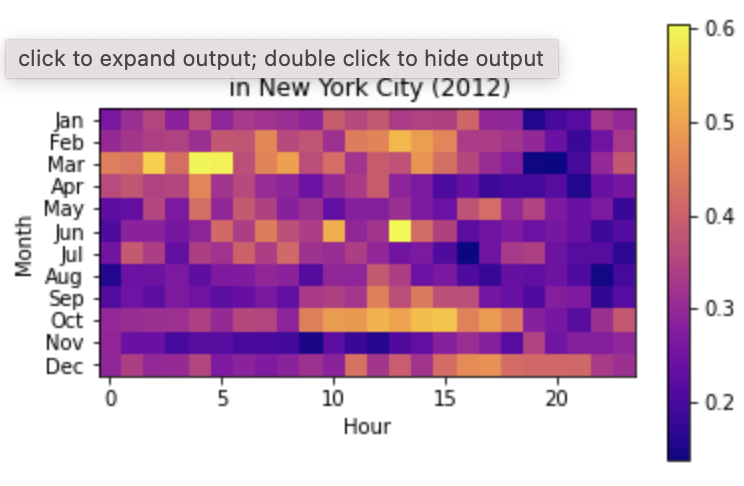 click to expand output; double click to hide output
in New York City (2012)
Month
Jan
Feb
Mar
Apr
May
Jun
Jul
Aug
Sep
Oct
Nov
Dec
0 5 10 15 20
Hour
0.6
0.5
0.4
0.3
0.2